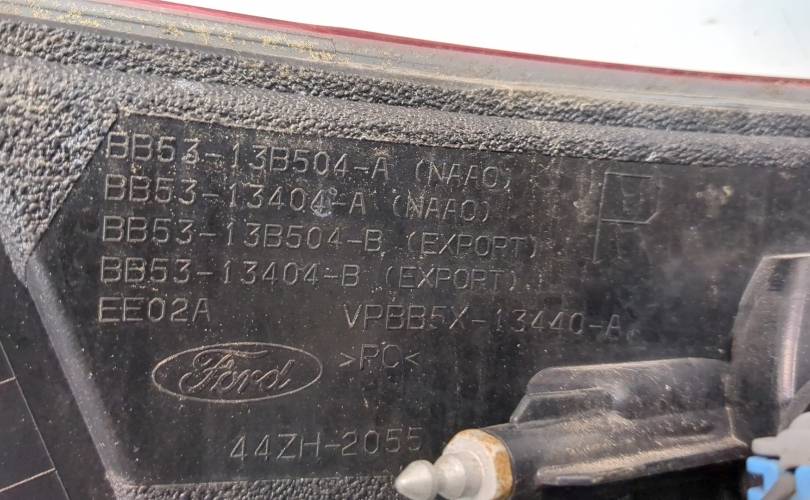 BB53-13B504-A (NAAO)
BB53-13404-A (NAAO)
BB53-13B504-B (EXPORT)
BB53-13404-B (EXPORT)
EE02A VPBB5X-13440-A
Ford >PC<
44ZH-2055
P